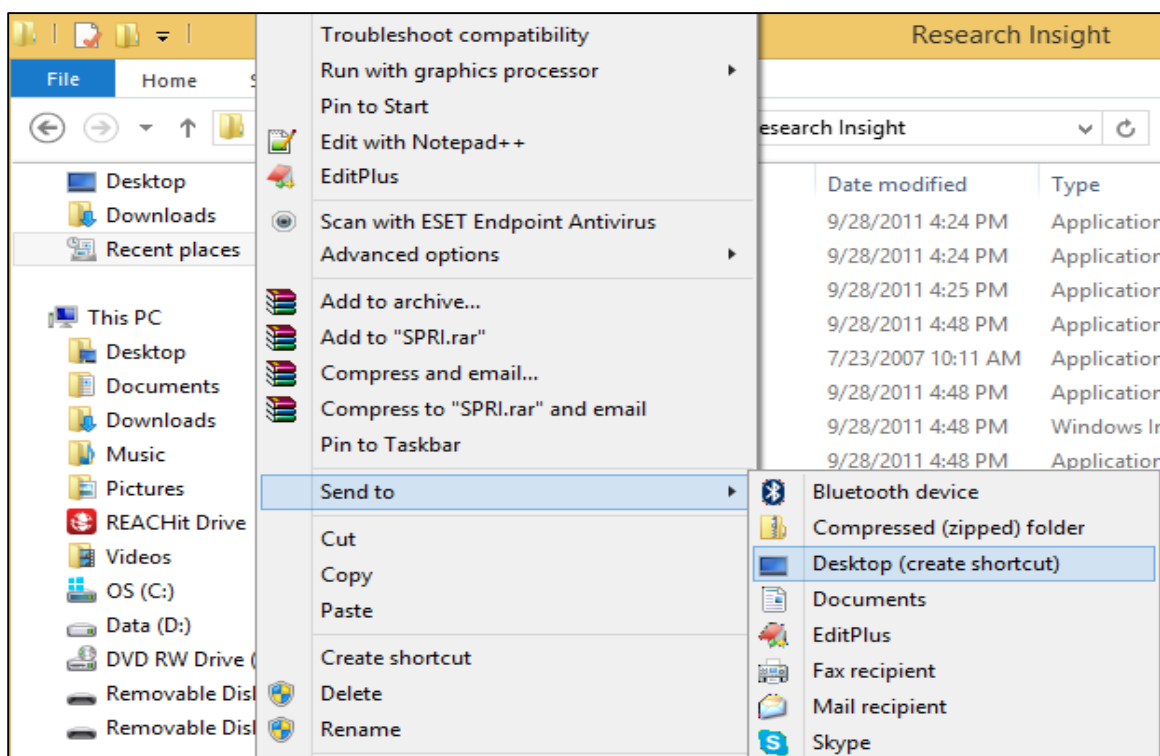 Research Insight
File
Home
esearch Insight
Desktop
Downloads
Recent places
This PC
Desktop
Documents
Downloads
Music
Pictures
REACHit Drive
Videos
OS (C:)
Data (D:)
DVD RW Drive (
Removable Disk
Removable Disk
Troubleshoot compatibility
Run with graphics processor
Pin to Start
Edit with Notepad++
EditPlus
Scan with ESET Endpoint Antivirus
Advanced options
Add to archive...
Add to "SPRI.rar"
Compress and email...
Compress to "SPRI.rar" and email
Pin to Taskbar
Send to
Cut
Copy
Paste
Create shortcut
Delete
Rename
Date modified Type
9/28/2011 4:24 PM Application
9/28/2011 4:24 PM Application
9/28/2011 4:25 PM Application
9/28/2011 4:48 PM Application
7/23/2007 10:11 AM Application
9/28/2011 4:48 PM Application
9/28/2011 4:48 PM Windows In
9/28/2011 4:48 PM Application
Bluetooth device
Compressed (zipped) folder
Desktop (create shortcut)
Documents
EditPlus
Fax recipient
Mail recipient
Skype